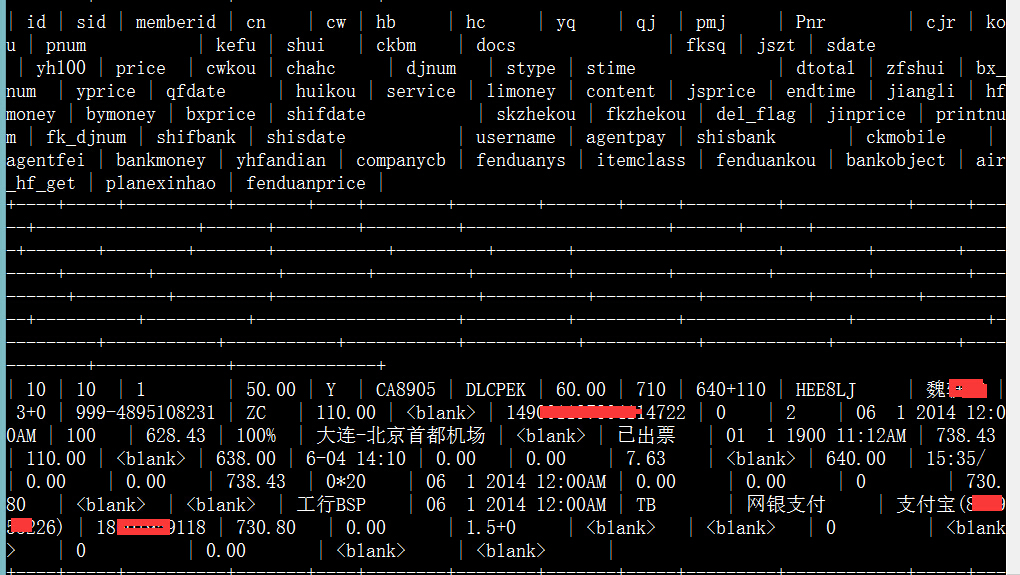 | id | sid | memberid | cn | cw | hb | hc | yq | qj | pmj | Pnr | cjr | ko
u | pnum | kefu | shui | ckbm | docs | fksq | jszt | sdate
| yhl00 | price | cwkou | chahc | djnum | stype | stime | dtotal | zfshui | bx_
num | yprice | qfdate | huikou | service | limoney | content | jsprice | endtime | jiangli | hf
money | bymoney | bxprice | shifdate | skzhekou | fkzhekou | del_flag | jinprice | printnu
m | fk_djnum | shifbank | shisdate | username | agentpay | shisbank | ckmobile |
agentfei | bankmoney | yhfandian | companycb | fenduanys | itemclass | fenduankou | bankobject | air
_hf_get | planexinhao | fenduanprice |
| 10 | 10 | 1 | 50.00 | Y | CA8905 | DLCPEK | 60.00 | 710 | 640+110 | HEE8LJ | 魏 |
3+0 | 999-4895108231 | ZC | 110.00 | <blank> | 149 14722 | 0 | 2 | 06 1 2014 12:0
0AM | 100 | 628.43 | 100% | 大连-北京首都机场 | <blank> | 已出票 | 01 1 1900 11:12AM | 738.43
| 110.00 | <blank> | 638.00 | 6-04 14:10 | 0.00 | 0.00 | 7.63 | <blank> | 640.00 | 15:35/
| 0.00 | 0.00 | 738.43 | 0*20 | 06 1 2014 12:00AM | 0.00 | 0.00 | 0 | 730.
80 | <blank> | <blank> | 工行BSP | 06 1 2014 12:00AM | TB | 网银支付 | 支付宝(8 9
5 226) | 18 9118 | 730.80 | 0.00 | 1.5+0 | <blank> | <blank> | 0 | <blank
> | 0 | 0.00 | <blank> | <blank> |